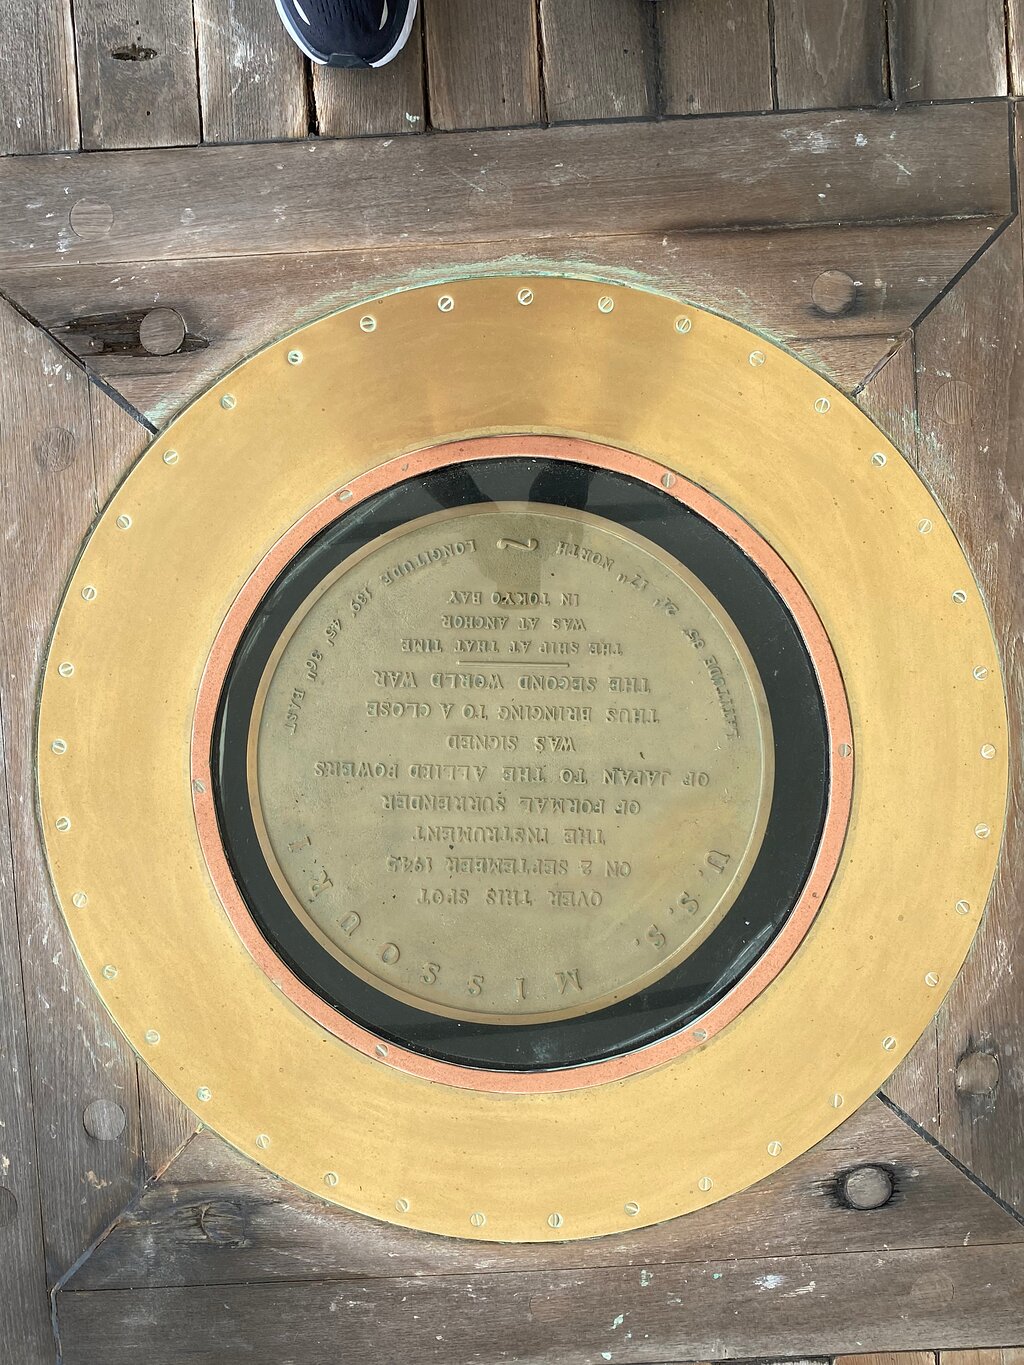 U.S.S. MISSOURI
OVER THIS SPOT
ON 2 SEPTEMBER 1945
THE INSTRUMENT
OF FORMAL SURRENDER
OF JAPAN TO THE ALLIED POWERS
WAS SIGNED
THUS BRINGING TO A CLOSE
THE SECOND WORLD WAR
THE SHIP AT THAT TIME
WAS AT ANCHOR
IN TOKYO BAY
LATITUDE 35° 21' 17" NORTH ~ LONGITUDE 139° 45' 36" EAST